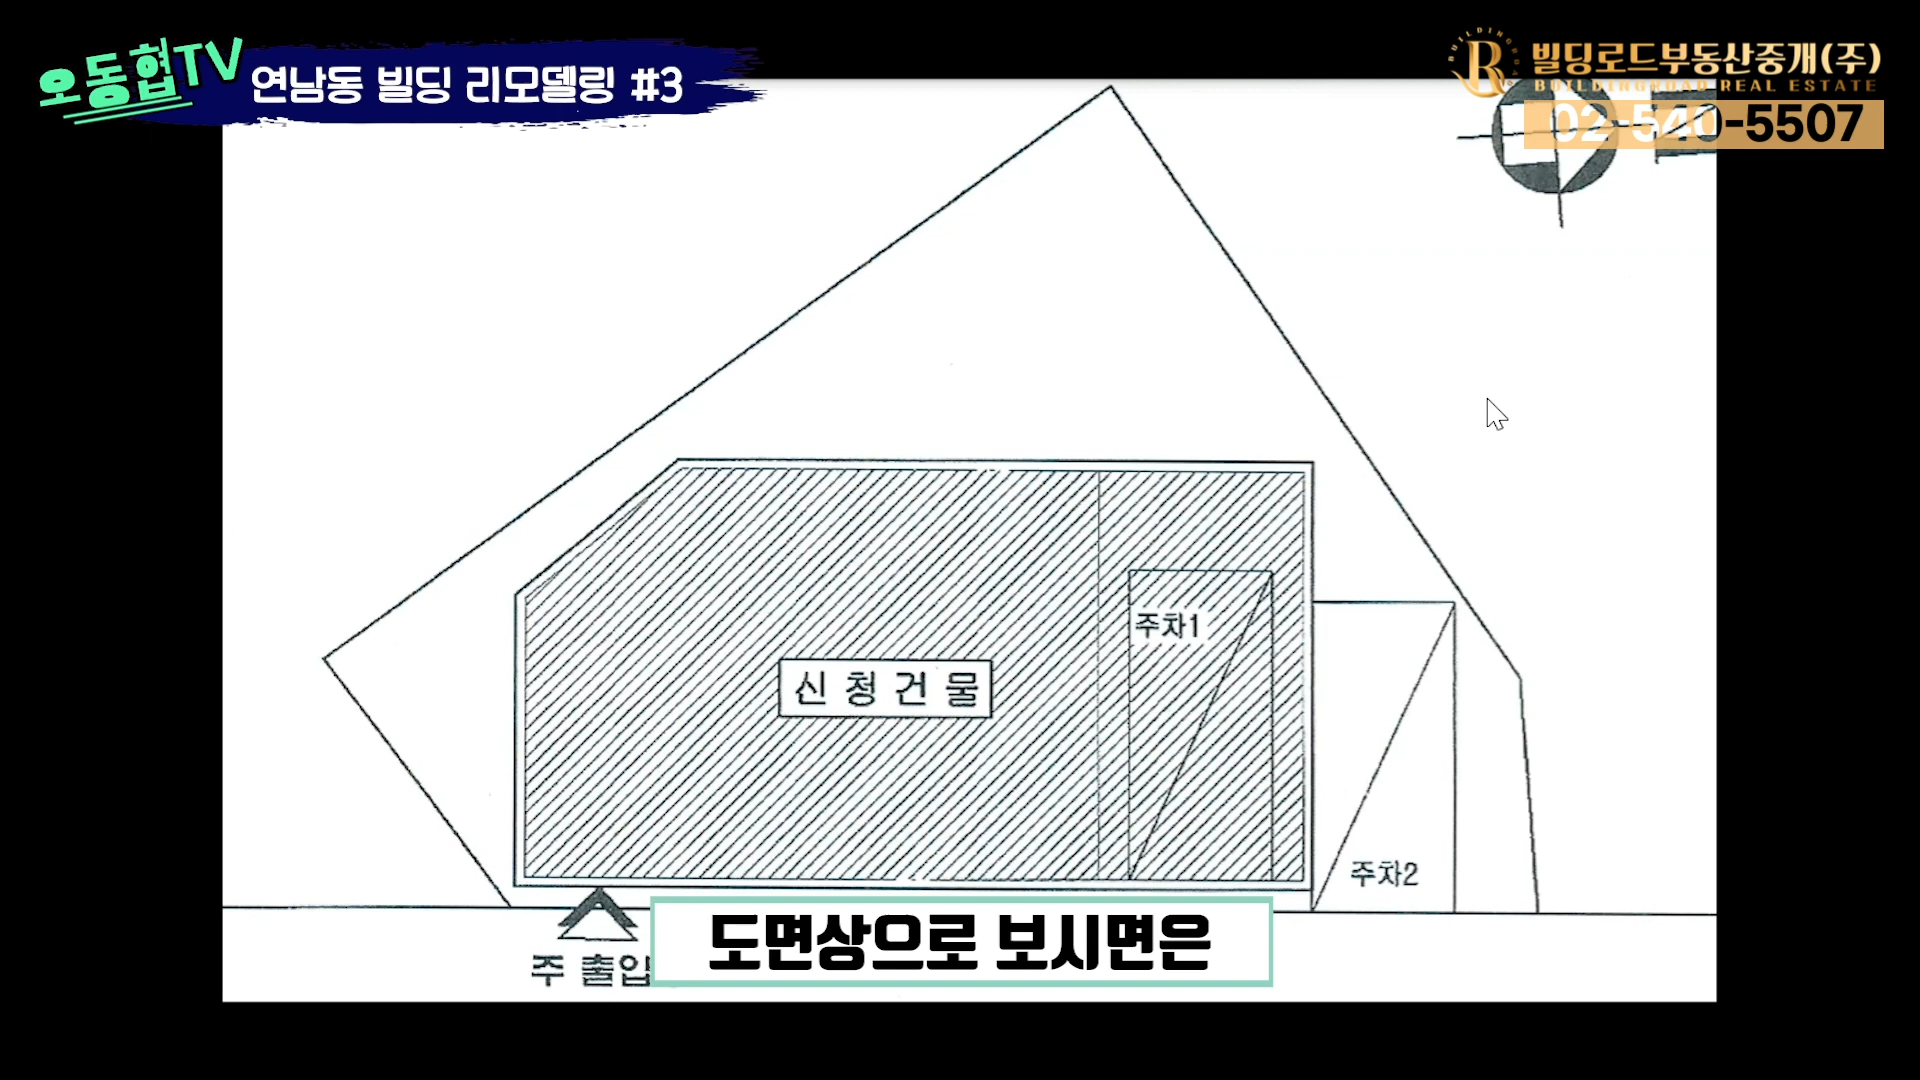 오동협TV
연남동 빌딩 리모델링 #3
빌딩로드부동산중개(주)
BUILDINGROAD REAL ESTATE
02-540-5507
주차1
신청건물
주차2
주출입
도면상으로 보시면은